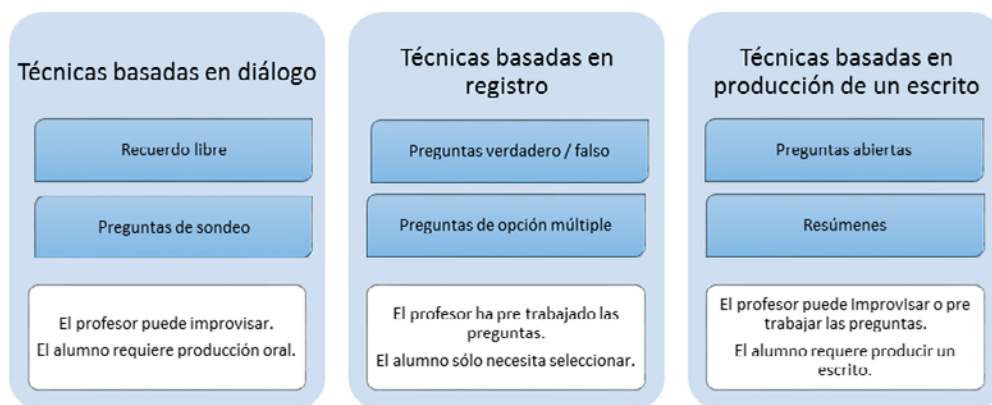 Técnicas basadas en diálogo
Recuerdo libre
Preguntas de sondeo
El profesor puede improvisar.
El alumno requiere producción oral.
Técnicas basadas en
registro
Preguntas verdadero / falso
Preguntas de opción múltiple
El profesor ha pre trabajado las
preguntas.
El alumno sólo necesita seleccionar.
Técnicas basadas en
producción de un escrito
Preguntas abiertas
Resúmenes
El profesor puede improvisar o pre
trabajar las preguntas.
El alumno requere producir un
escrito.